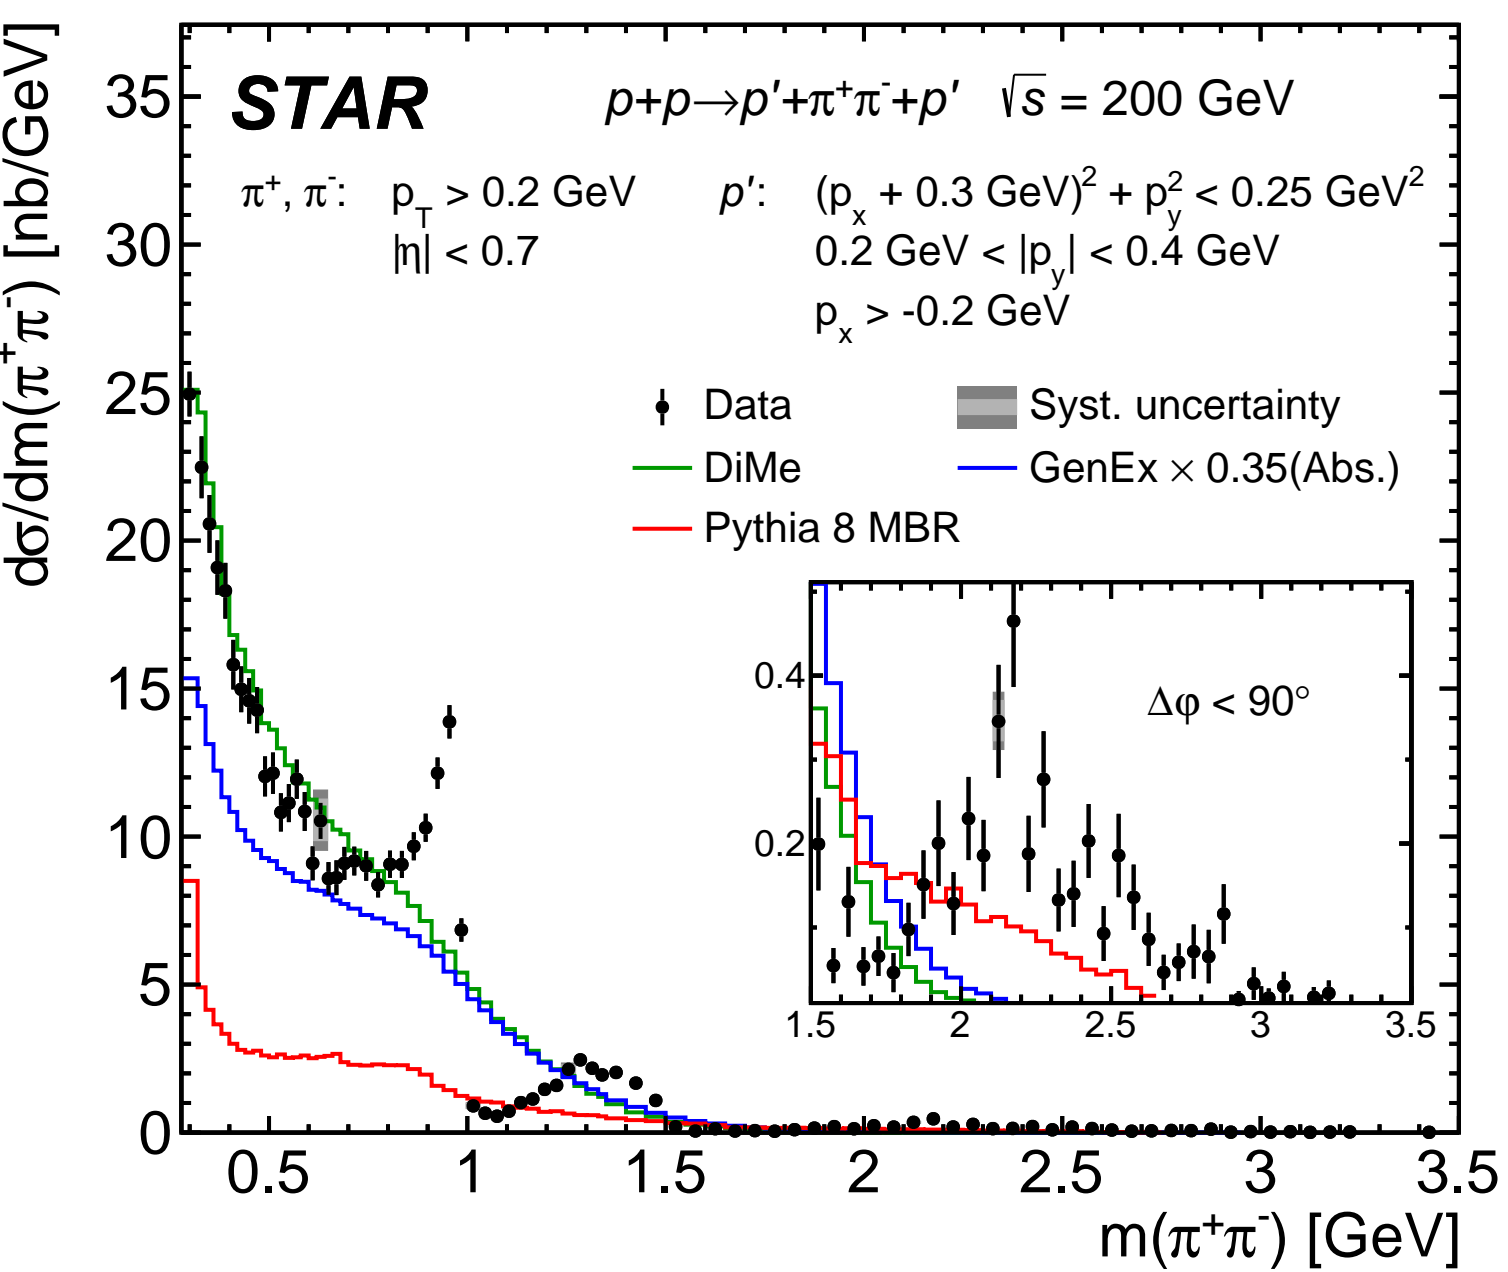 STAR p+p→p′+π⁺π⁻+p′ √s = 200 GeV
π⁺, π⁻: p_T > 0.2 GeV p′: (p_x + 0.3 GeV)² + p_y² < 0.25 GeV²
|η| < 0.7 0.2 GeV < |p_y| < 0.4 GeV
p_x > -0.2 GeV
Data Syst. uncertainty
DiMe GenEx × 0.35(Abs.)
Pythia 8 MBR
dσ/dm(π⁺π⁻) [nb/GeV]
35
30
25
20
15
10
5
0
0.5 1 1.5 2 2.5 3 3.5
m(π⁺π⁻) [GeV]
Δφ < 90°
0.4
0.2
1.5 2 2.5 3 3.5